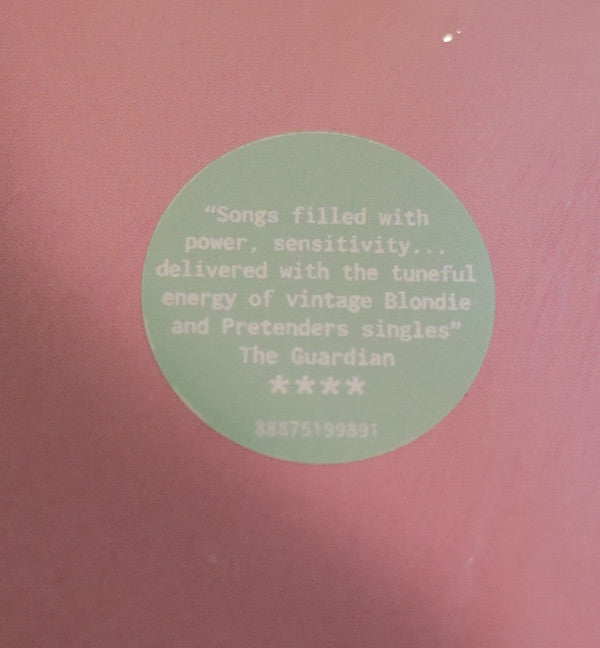 “Songs filled with
power, sensitivity...
delivered with the tuneful
energy of vintage Blondie
and Pretenders singles”
The Guardian
****
88875199891